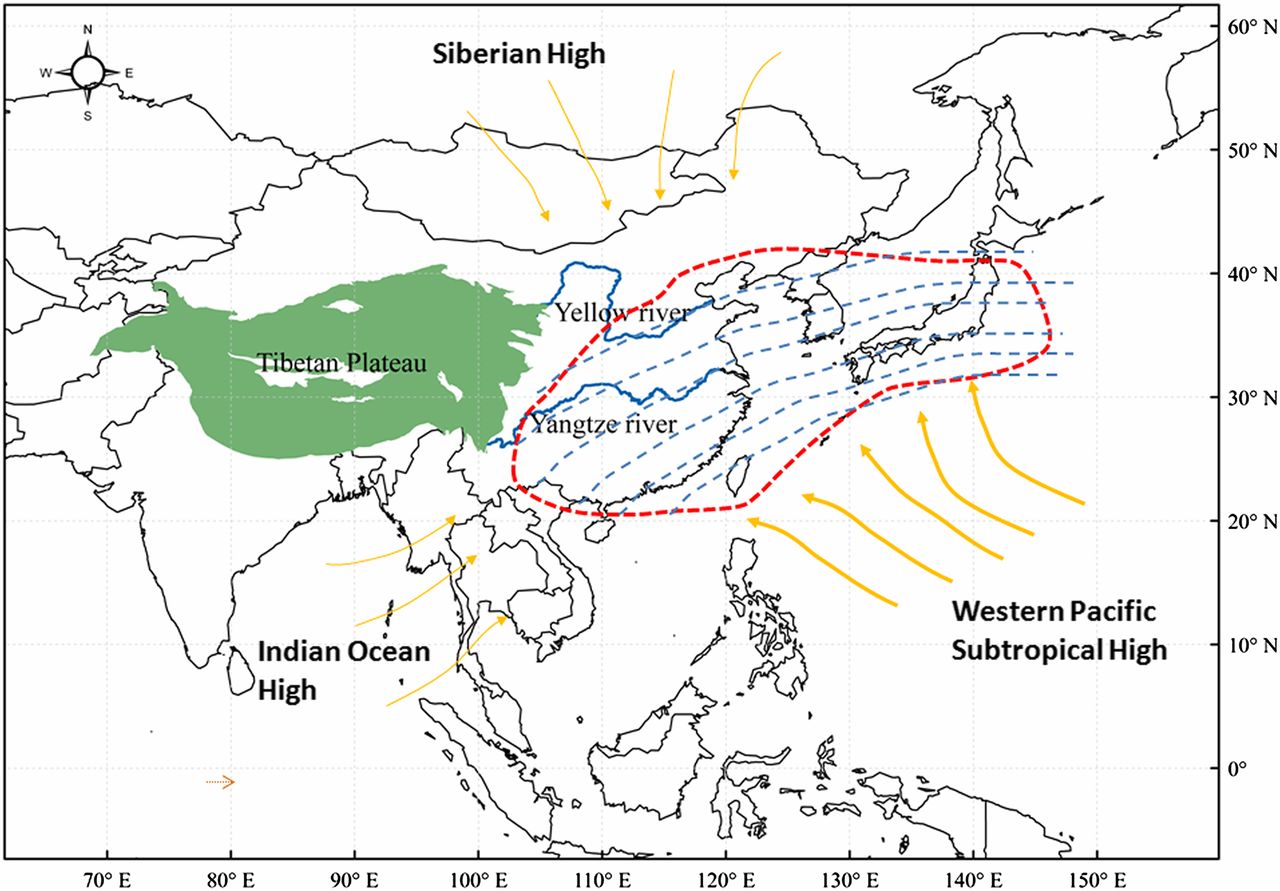 60° N
N
Siberian High
W
E
S
50° N
40° N
Yellow river
Tibetan Plateau
30° N
Yangtze river
20° N
Western Pacific
Subtropical High
Indian Ocean
High
10° N
0°
70° E
80° E
90° E
100° E
110° E
120° E
130° E
140° E
150° E